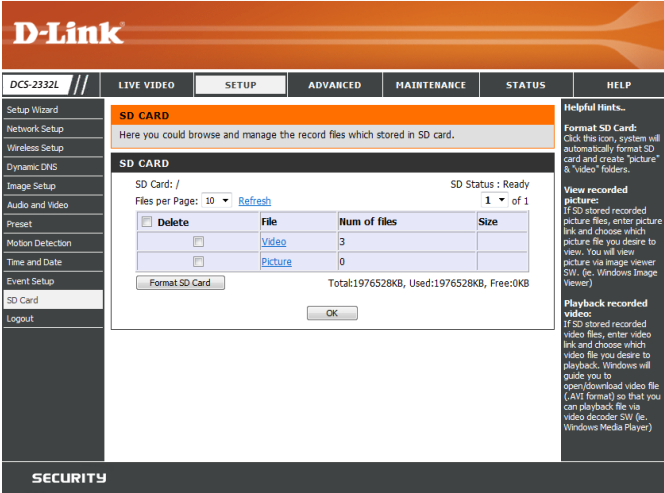 D-Link
DCS-2332L
LIVE VIDEO
SETUP
ADVANCED
MAINTENANCE
STATUS
HELP
Setup Wizard
Network Setup
Wireless Setup
Dynamic DNS
Image Setup
Audio and Video
Preset
Motion Detection
Time and Date
Event Setup
SD Card
Logout
SD CARD
Here you could browse and manage the record files which stored in SD card.
SD CARD
SD Card: /
SD Status : Ready
Files per Page: 10 Refresh
1 of 1
Delete File Num of files Size
Video 3
Picture 0
Format SD Card
Total:1976528KB, Used:1976528KB, Free:0KB
OK
Helpful Hints..
Format SD Card:
Click this icon, system will
automatically format SD
card and create "picture"
& "video" folders.
View recorded
picture:
If SD stored recorded
picture files, enter picture
link and choose which
picture file you desire to
view. You will view
picture via image viewer
SW. (ie. Windows Image
Viewer)
Playback recorded
video:
If SD stored recorded
video files, enter video
link and choose which
video file you desire to
playback. Windows will
guide you to
open/download video file
(.AVI format) so that you
can playback file via
video decoder SW (ie.
Windows Media Player)
SECURITY